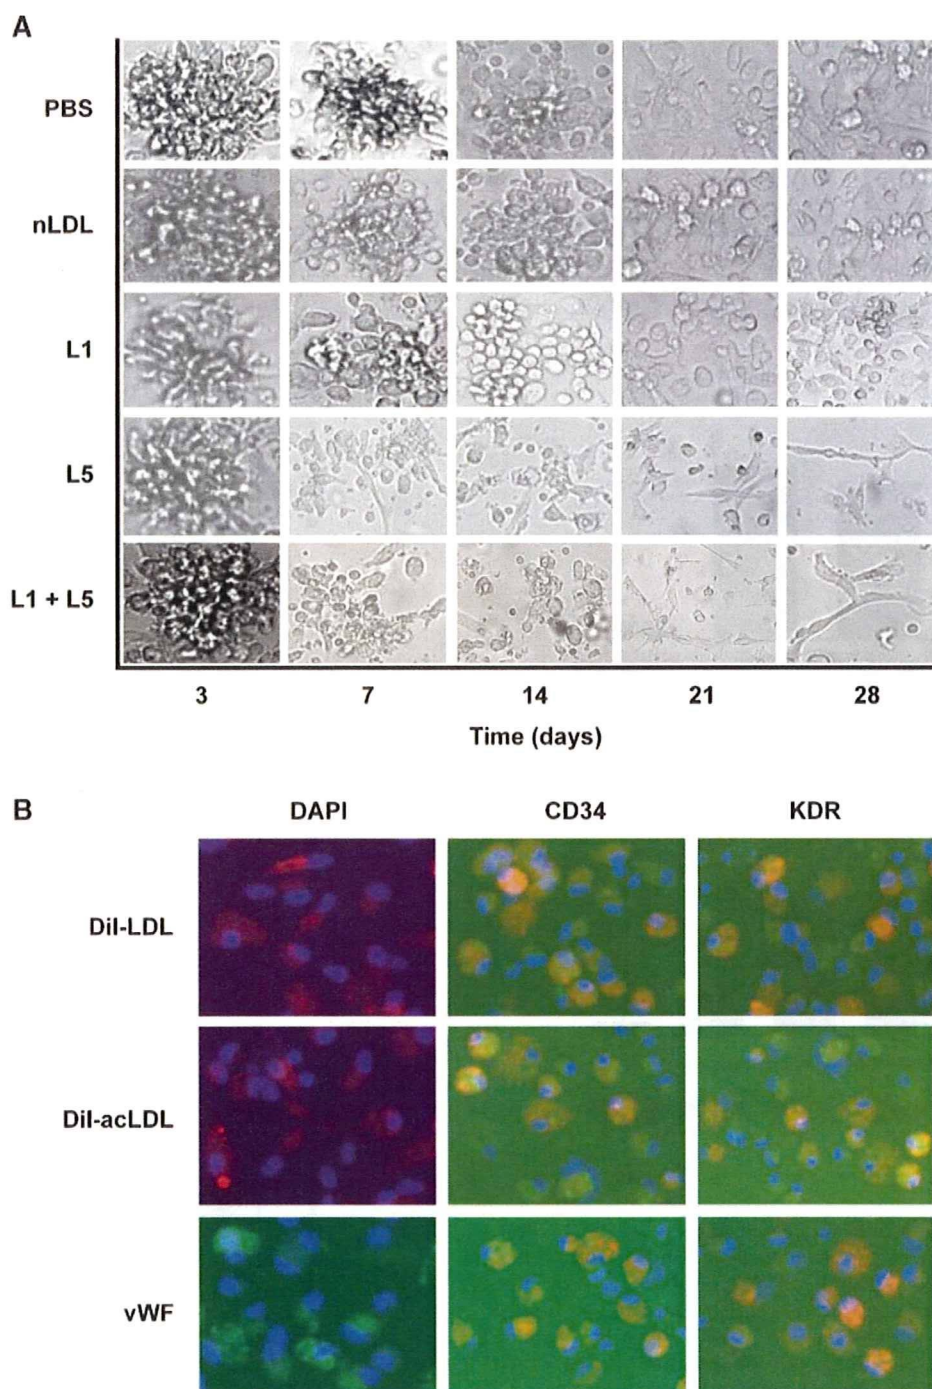 A
PBS
nLDL
L1
L5
L1 + L5
3 7 14 21 28
Time (days)
B
DAPI CD34 KDR
DiI-LDL
DiI-acLDL
vWF